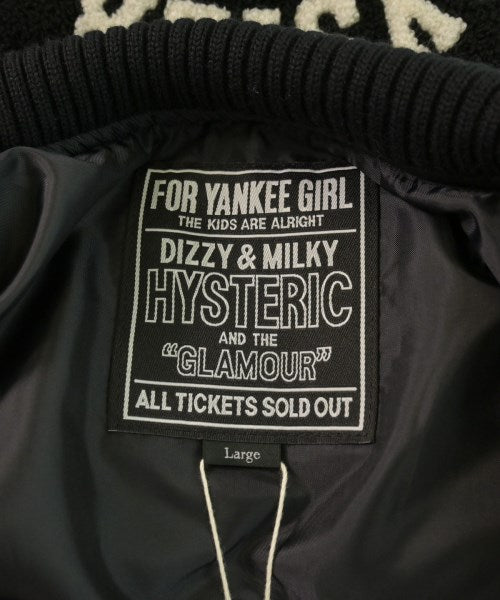 FOR YANKEE GIRL
THE KIDS ARE ALRIGHT
DIZZY & MILKY
HYSTERIC
AND THE
“GLAMOUR”
ALL TICKETS SOLD OUT
Large